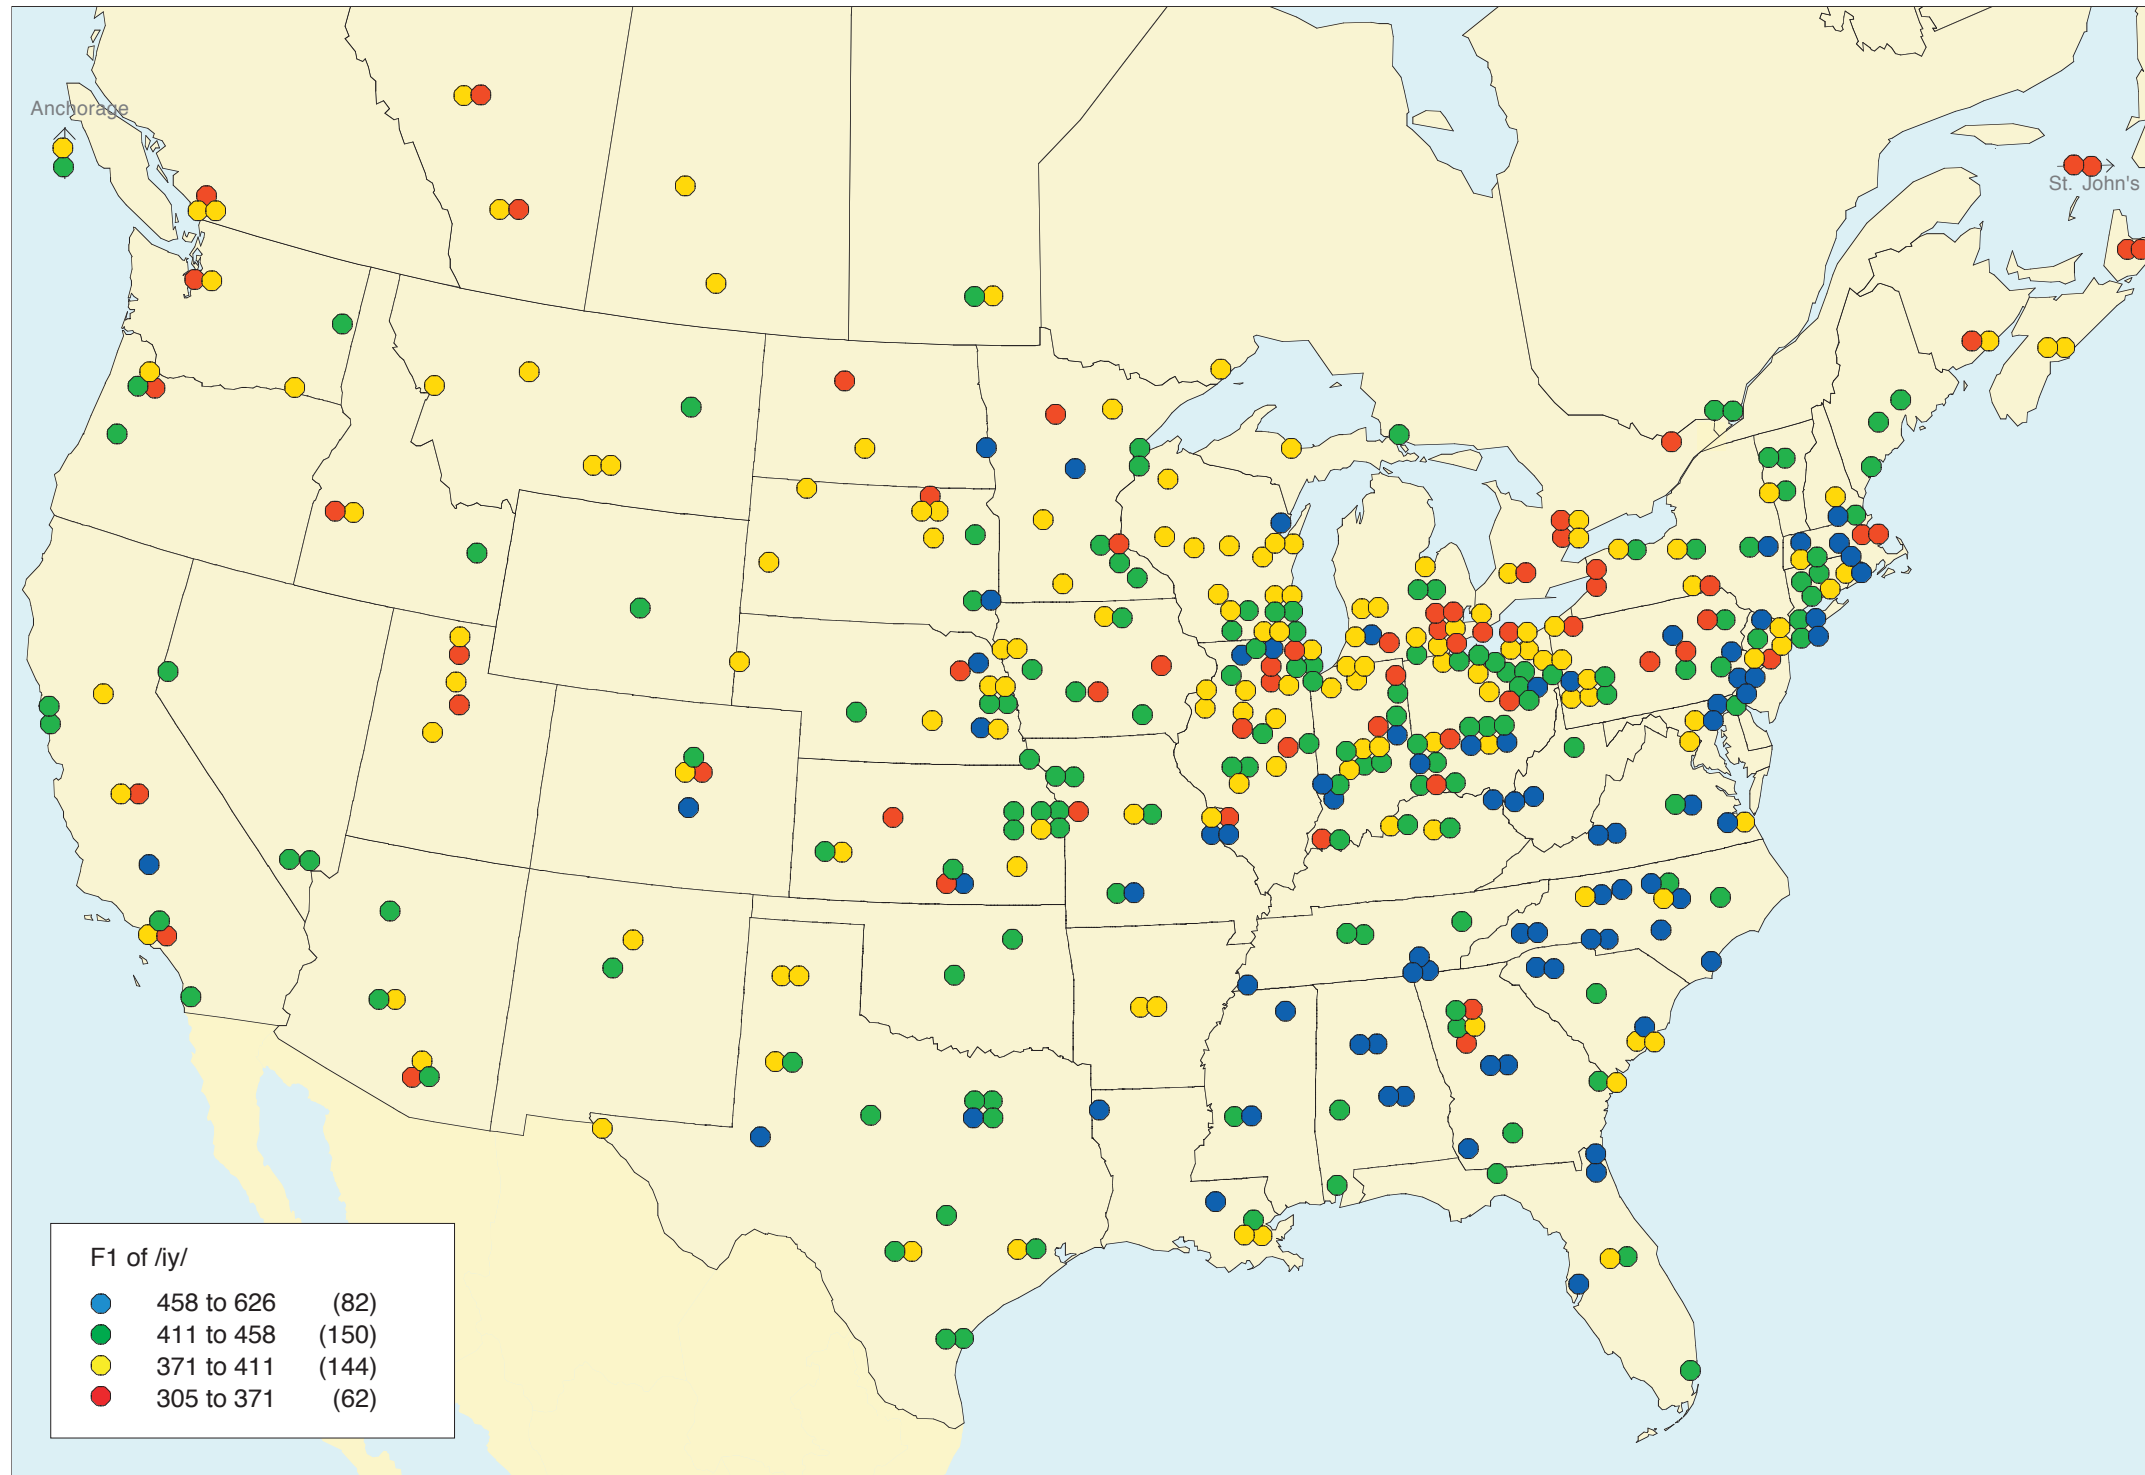 Anchorage
St. John's
F1 of /iy/
458 to 626 (82)
411 to 458 (150)
371 to 411 (144)
305 to 371 (62)